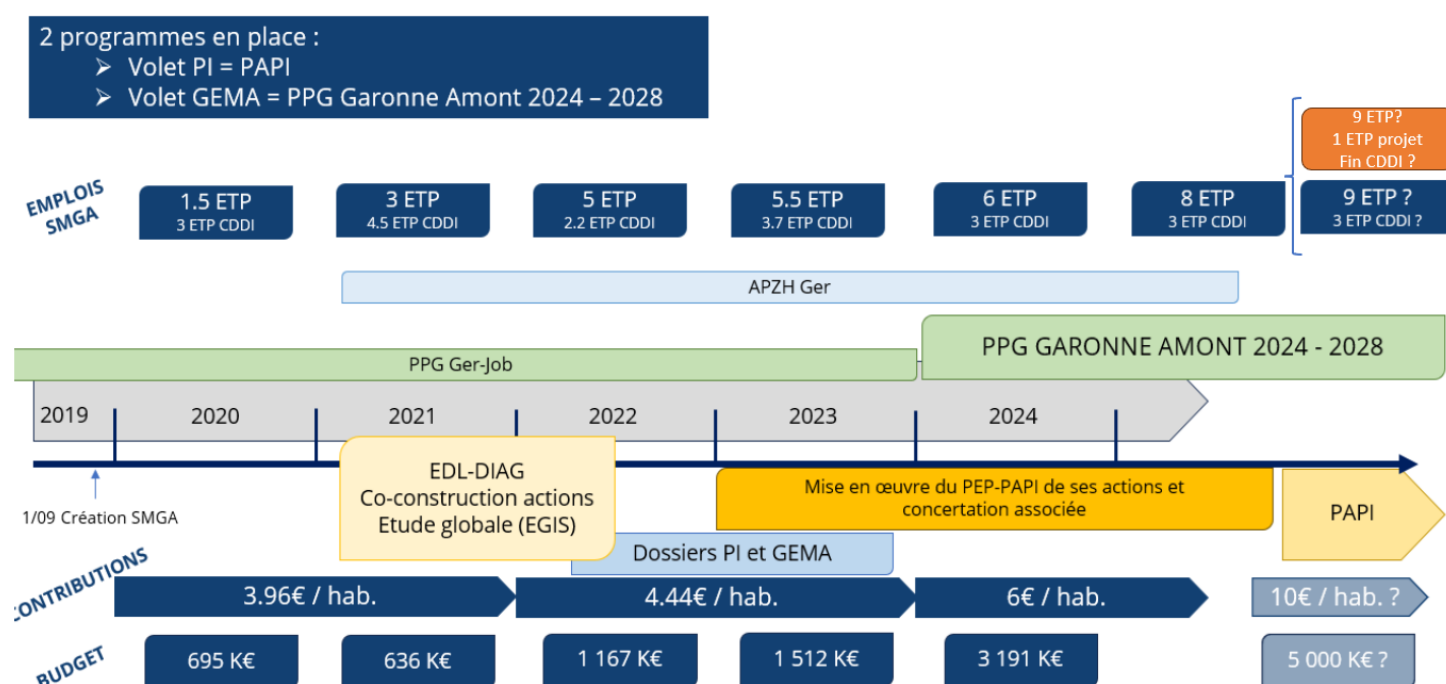 2 programmes en place :
➢ Volet PI = PAPI
➢ Volet GEMA = PPG Garonne Amont 2024 – 2028
9 ETP?
1 ETP projet
Fin CDDI ?
EMPLOIS
SMGA
1.5 ETP
3 ETP CDDI
3 ETP
4.5 ETP CDDI
5 ETP
2.2 ETP CDDI
5.5 ETP
3.7 ETP CDDI
6 ETP
3 ETP CDDI
8 ETP
3 ETP CDDI
9 ETP ?
3 ETP CDDI ?
APZH Ger
PPG GARONNE AMONT 2024 - 2028
PPG Ger-Job
2019
2020
2021
2022
2023
2024
1/09 Création SMGA
EDL-DIAG
Co-construction actions
Etude globale (EGIS)
Mise en œuvre du PEP-PAPI de ses actions et
concertation associée
PAPI
Dossiers PI et GEMA
CONTRIBUTIONS
3.96€ / hab.
4.44€ / hab.
6€ / hab.
10€ / hab. ?
BUDGET
695 K€
636 K€
1 167 K€
1 512 K€
3 191 K€
5 000 K€ ?